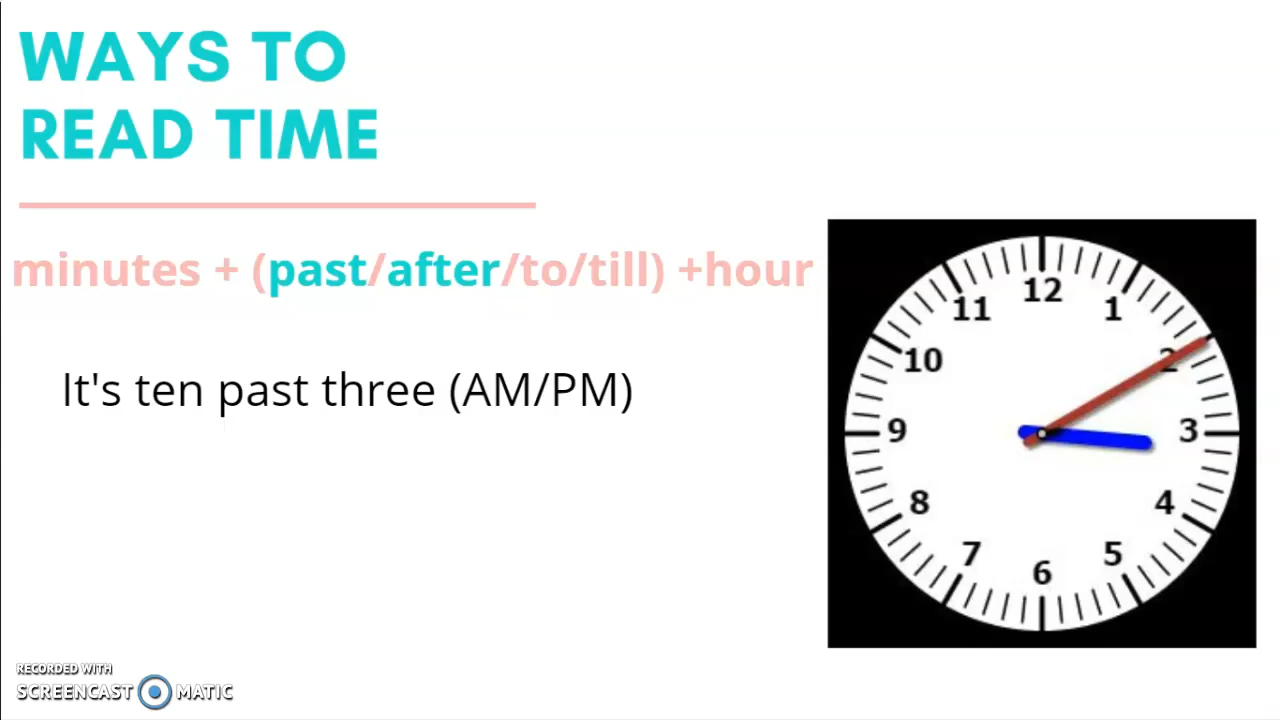 WAYS TO
READ TIME
minutes + (past/after/to/till) +hour
It's ten past three (AM/PM)
12
11
1
10
2
9
3
8
4
7
5
6
RECORDED WITH
SCREENCAST MATIC